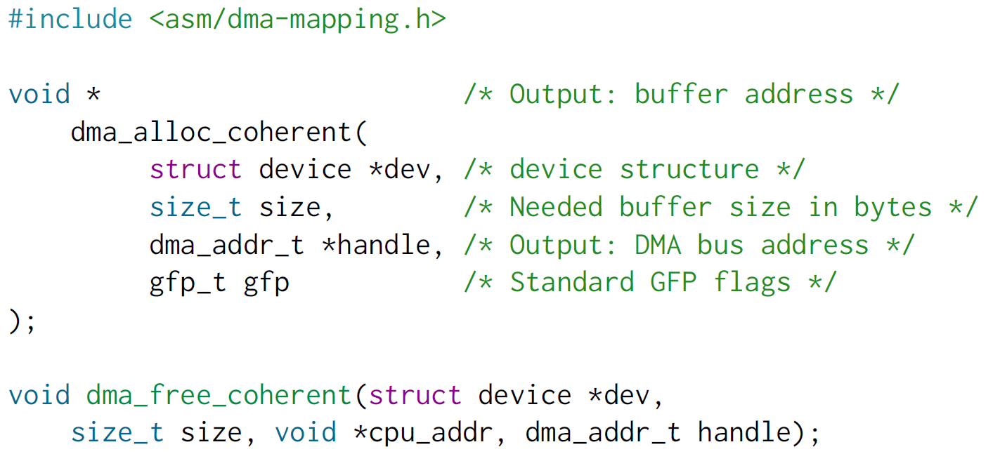 #include <asm/dma-mapping.h>
void * /* Output: buffer address */
dma_alloc_coherent(
struct device *dev, /* device structure */
size_t size, /* Needed buffer size in bytes */
dma_addr_t *handle, /* Output: DMA bus address */
gfp_t gfp /* Standard GFP flags */
);
void dma_free_coherent(struct device *dev,
size_t size, void *cpu_addr, dma_addr_t handle);